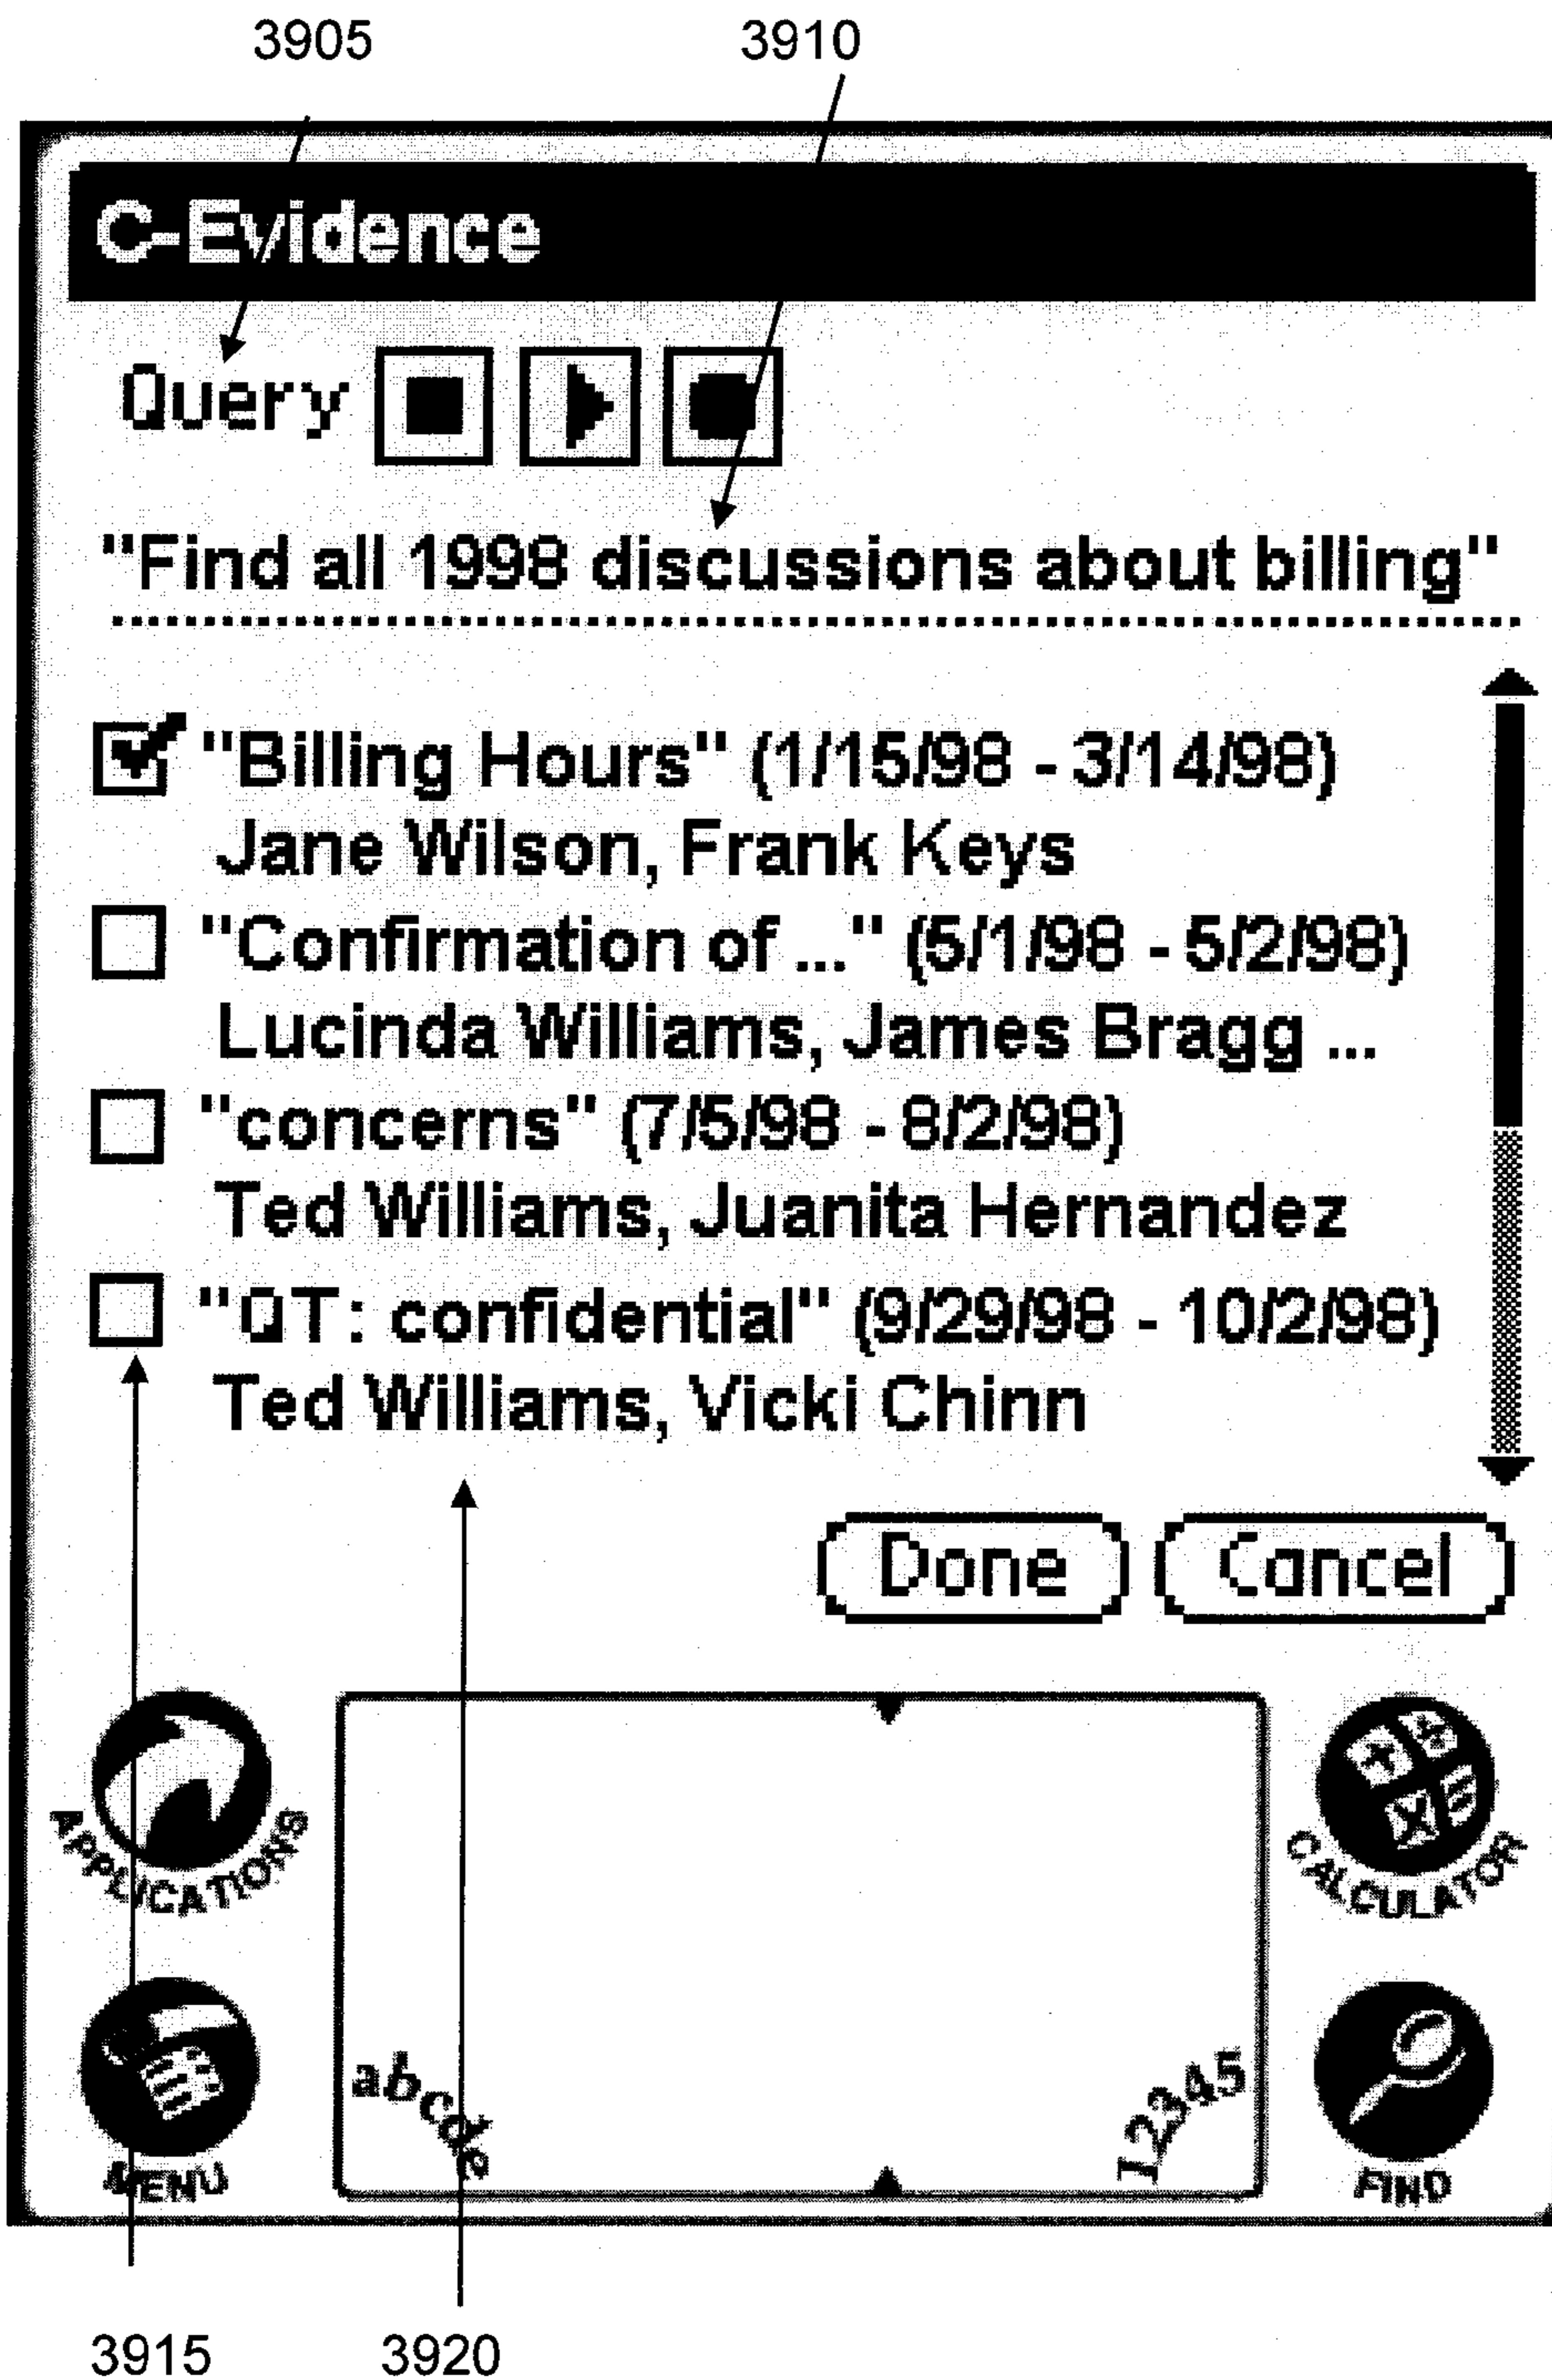 3905 3910
C-Evidence
Query
"Find all 1998 discussions about billing"
"Billing Hours" (1/15/98 - 3/14/98)
Jane Wilson, Frank Keys
"Confirmation of ..." (5/1/98 - 5/2/98)
Lucinda Williams, James Bragg ...
"concerns" (7/5/98 - 8/2/98)
Ted Williams, Juanita Hernandez
"QT: confidential" (9/29/98 - 10/2/98)
Ted Williams, Vicki Chinn
Done Cancel
APPLICATIONS CALCULATOR
abcde 12345
MENU FIND
3915 3920